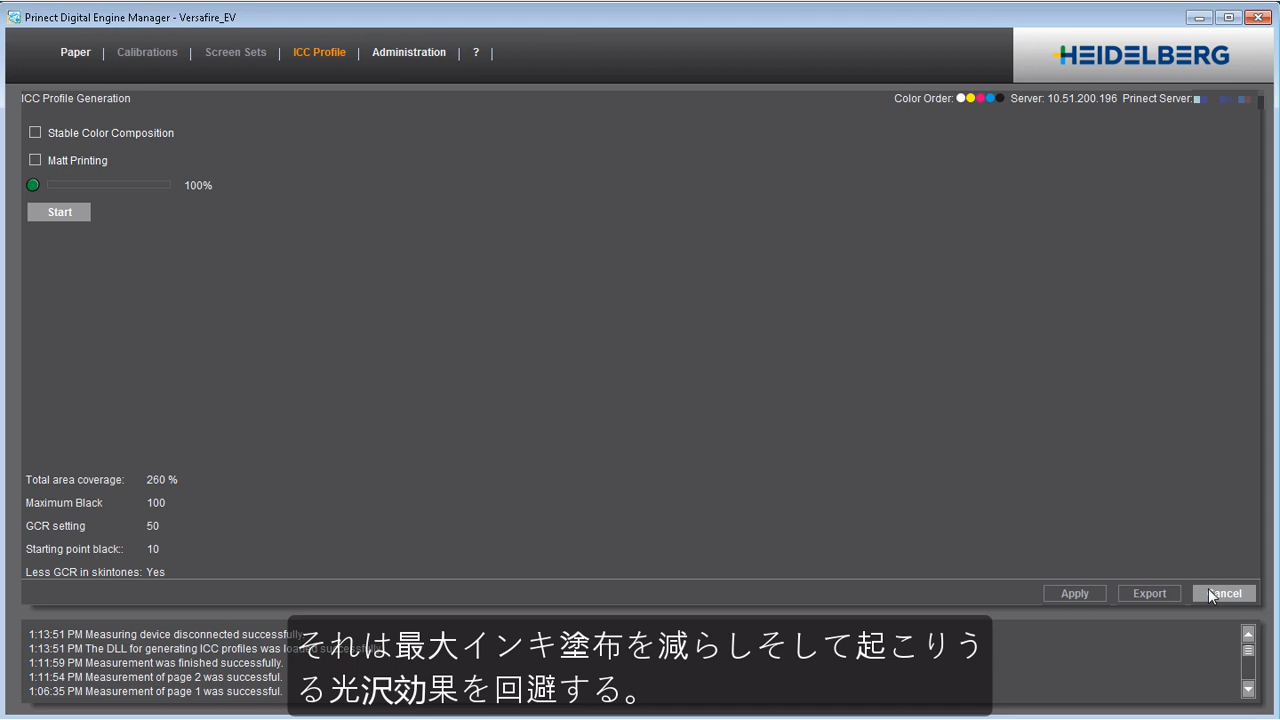 Prinect Digital Engine Manager - Versafire_EV
Paper | Calibrations | Screen Sets | ICC Profile | Administration | ? |
HEIDELBERG
ICC Profile Generation
Color Order: Server: 10.51.200.196 Prinect Server:
Stable Color Composition
Matt Printing
100%
Start
Total area coverage: 260 %
Maximum Black 100
GCR setting 50
Starting point black:: 10
Less GCR in skintones: Yes
Apply Export Cancel
1:13:51 PM Measuring device disconnected successfully.
1:13:51 PM The DLL for generating ICC profiles was loaded successfully.
1:11:59 PM Measurement was finished successfully.
1:11:54 PM Measurement of page 2 was successful.
1:06:35 PM Measurement of page 1 was successful.
それは最大インキ塗布を減らしそして起こりう
る光沢効果を回避する。